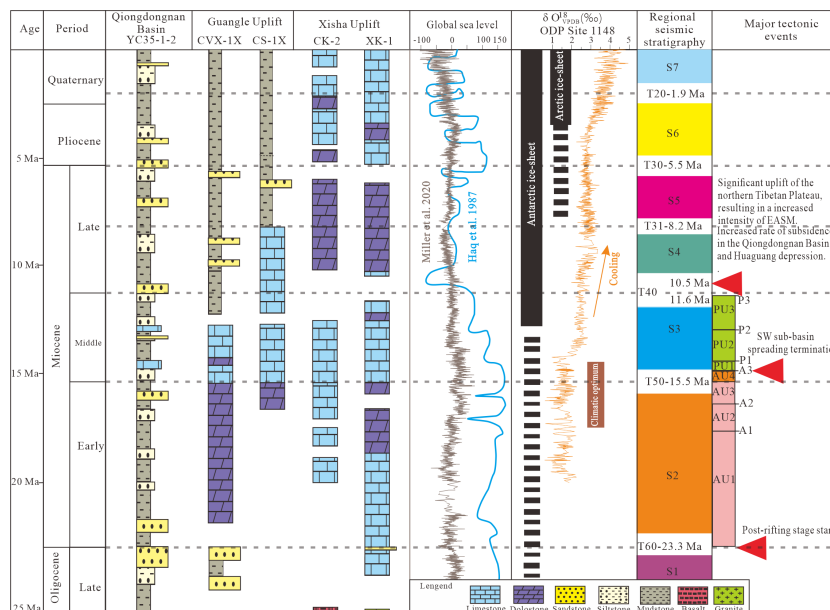 Age
Period
Qiongdongnan
Basin
YC35-1-2
Guangle Uplift
CVX-1X
CS-1X
Xisha Uplift
CK-2
XK-1
Global sea level
-100 0 100 150
δ O¹⁸ VPDB (‰)
ODP Site 1148
1 2 3 4 5
Regional
seismic
stratigraphy
Major tectonic
events
Quaternary
Pliocene
5 Ma
Late
10 Ma
Miocene
Middle
15 Ma
Early
20 Ma
Oligocene
Late
25 Ma
Miller et al. 2020
Haq et al. 1987
Antarctic ice-sheet
Arctic ice-sheet
Cooling
Climatic optimum
S7
T20-1.9 Ma
S6
T30-5.5 Ma
S5
T31-8.2 Ma
S4
10.5 Ma
T40
11.6 Ma
S3
T50-15.5 Ma
S2
T60-23.3 Ma
S1
Significant uplift of the
northern Tibetan Plateau,
resulting in a increased
intensity of EASM.
Increased rate of subsidenc
in the Qiongdongnan Basin
and Huaguang depression.
.
P3
PU3
P2
PU2
P1
PU1
A3
AU4
AU3
A2
AU2
A1
AU1
SW sub-basin
spreading terminatio
Post-rifting stage star
Lengend
Limestone
Dolostone
Sandstone
Siltstone
Mudstone
Basalt
Granite